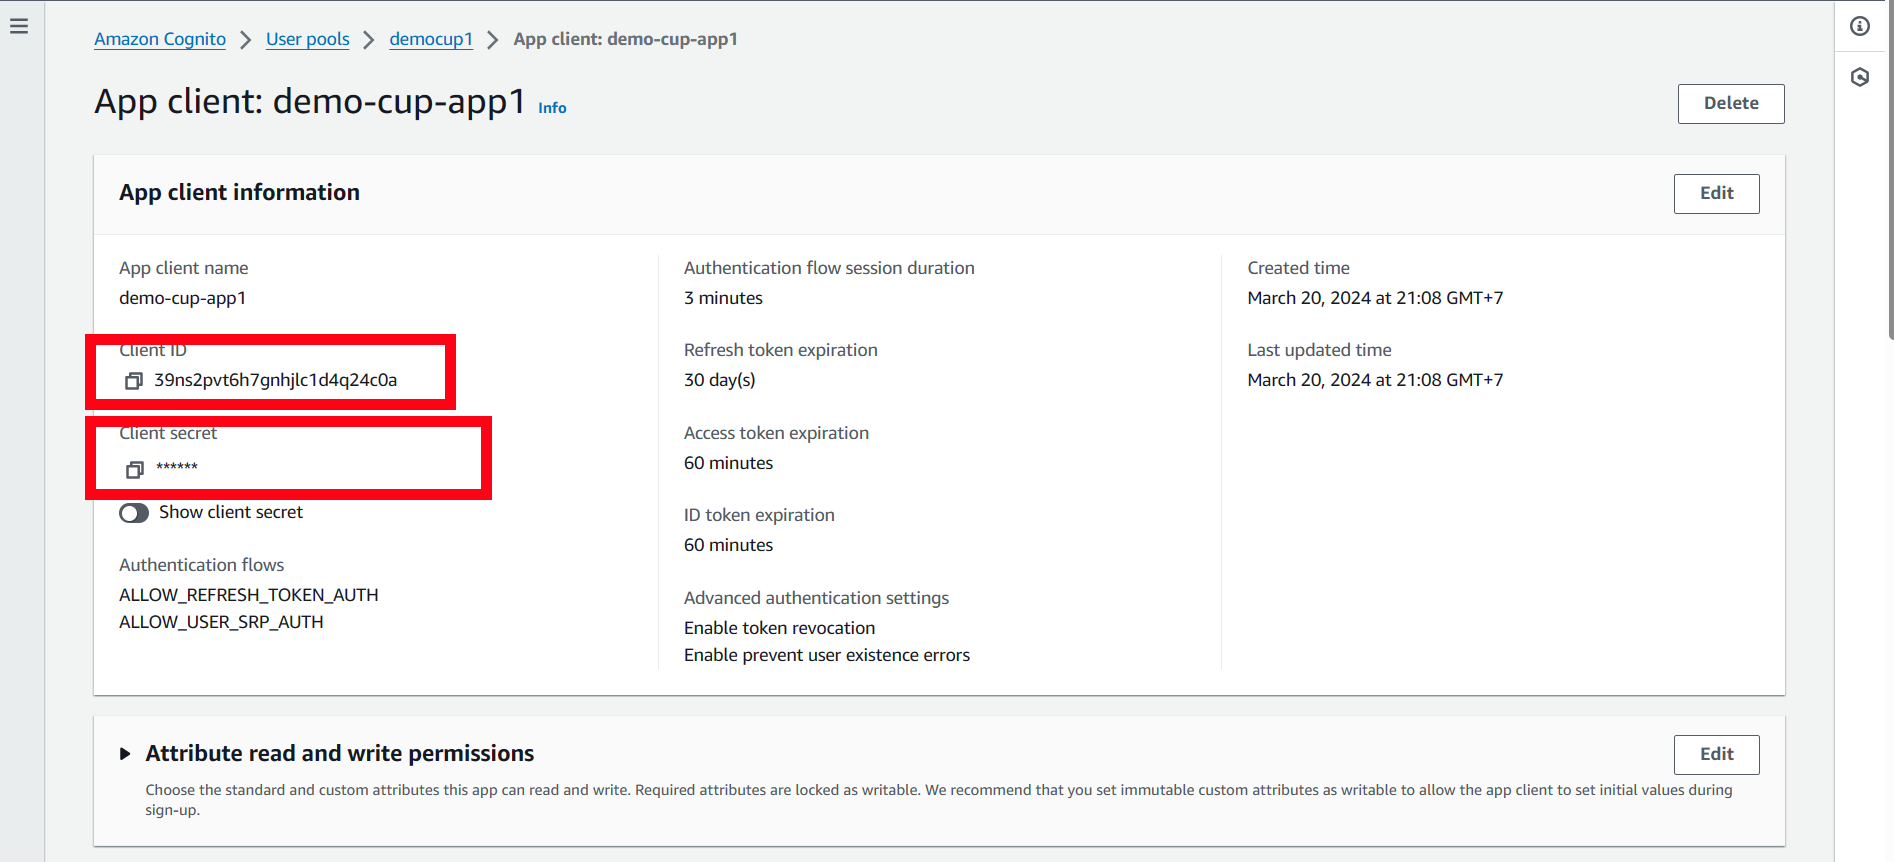 Amazon Cognito > User pools > democup1 > App client: demo-cup-app1
App client: demo-cup-app1 Info
Delete
App client information
Edit
App client name
demo-cup-app1
Client ID
39ns2pvt6h7gnhjlc1d4q24c0a
Client secret
******
Show client secret
Authentication flows
ALLOW_REFRESH_TOKEN_AUTH
ALLOW_USER_SRP_AUTH
Authentication flow session duration
3 minutes
Refresh token expiration
30 day(s)
Access token expiration
60 minutes
ID token expiration
60 minutes
Advanced authentication settings
Enable token revocation
Enable prevent user existence errors
Created time
March 20, 2024 at 21:08 GMT+7
Last updated time
March 20, 2024 at 21:08 GMT+7
Attribute read and write permissions
Edit
Choose the standard and custom attributes this app can read and write. Required attributes are locked as writable. We recommend that you set immutable custom attributes as writable to allow the app client to set initial values during
sign-up.